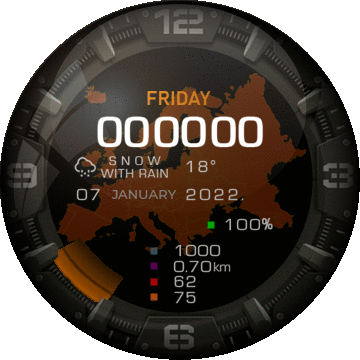 12
FRIDAY
000000
SNOW
WITH RAIN 18°
07 JANUARY 2022.
100%
9 3
1000
0.70km
62
75
6